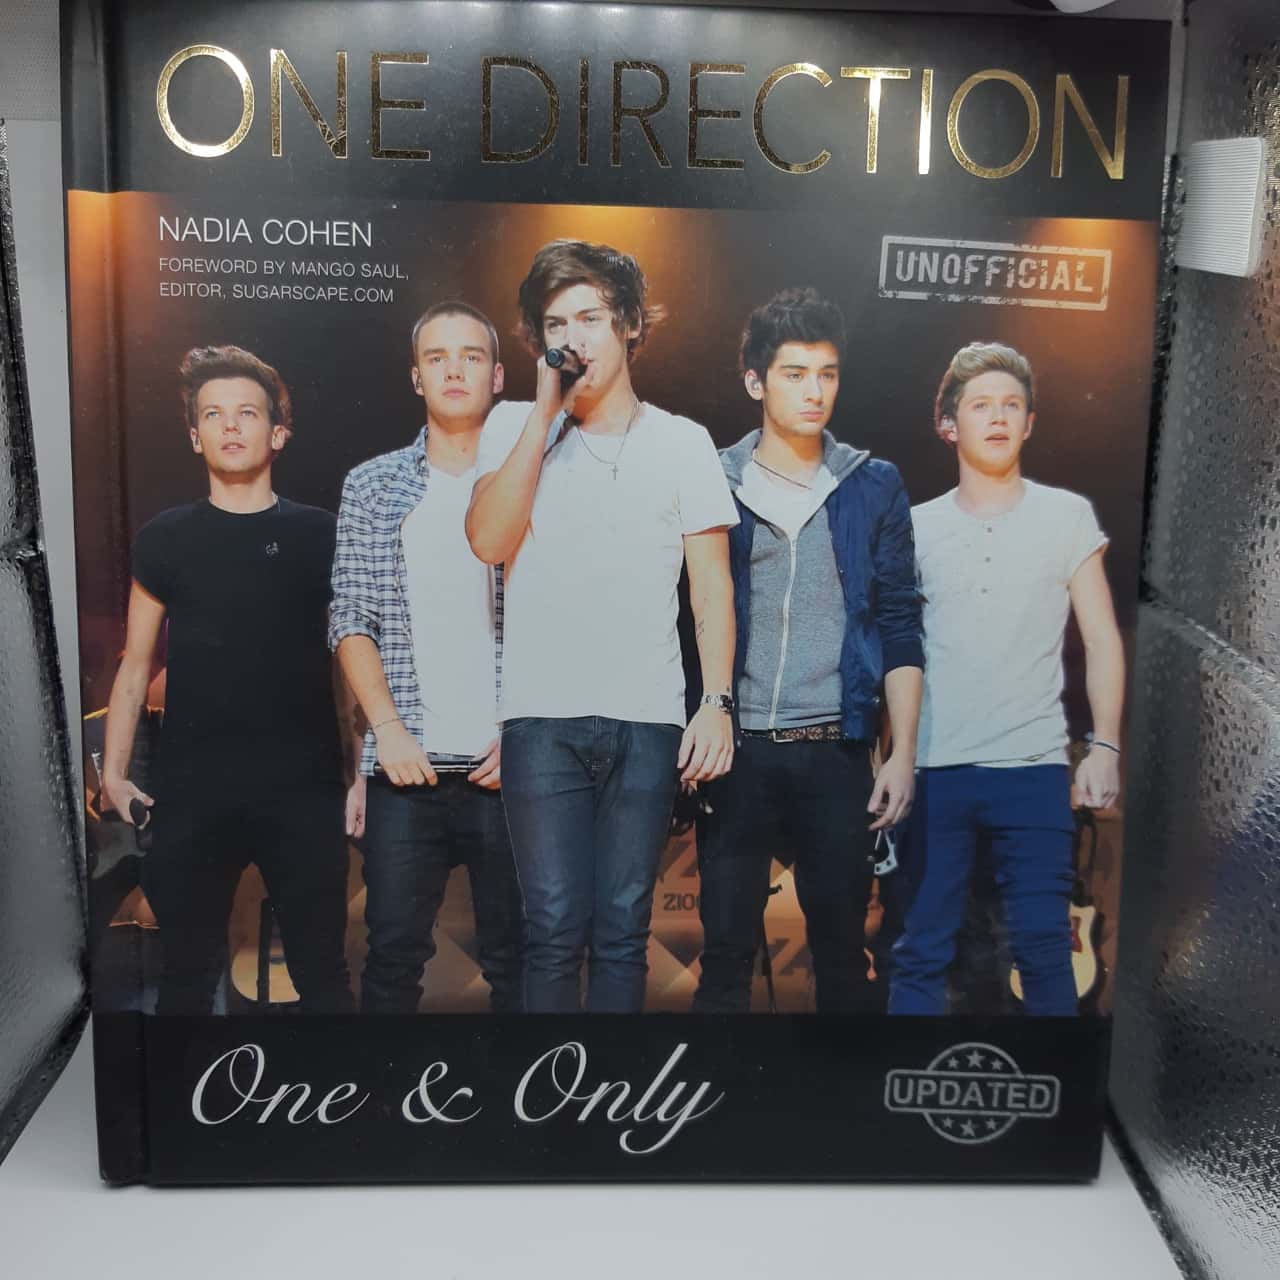 ONE DIRECTION
NADIA COHEN
FOREWORD BY MANGO SAUL,
EDITOR, SUGARSCAPE.COM
UNOFFICIAL
One & Only
UPDATED